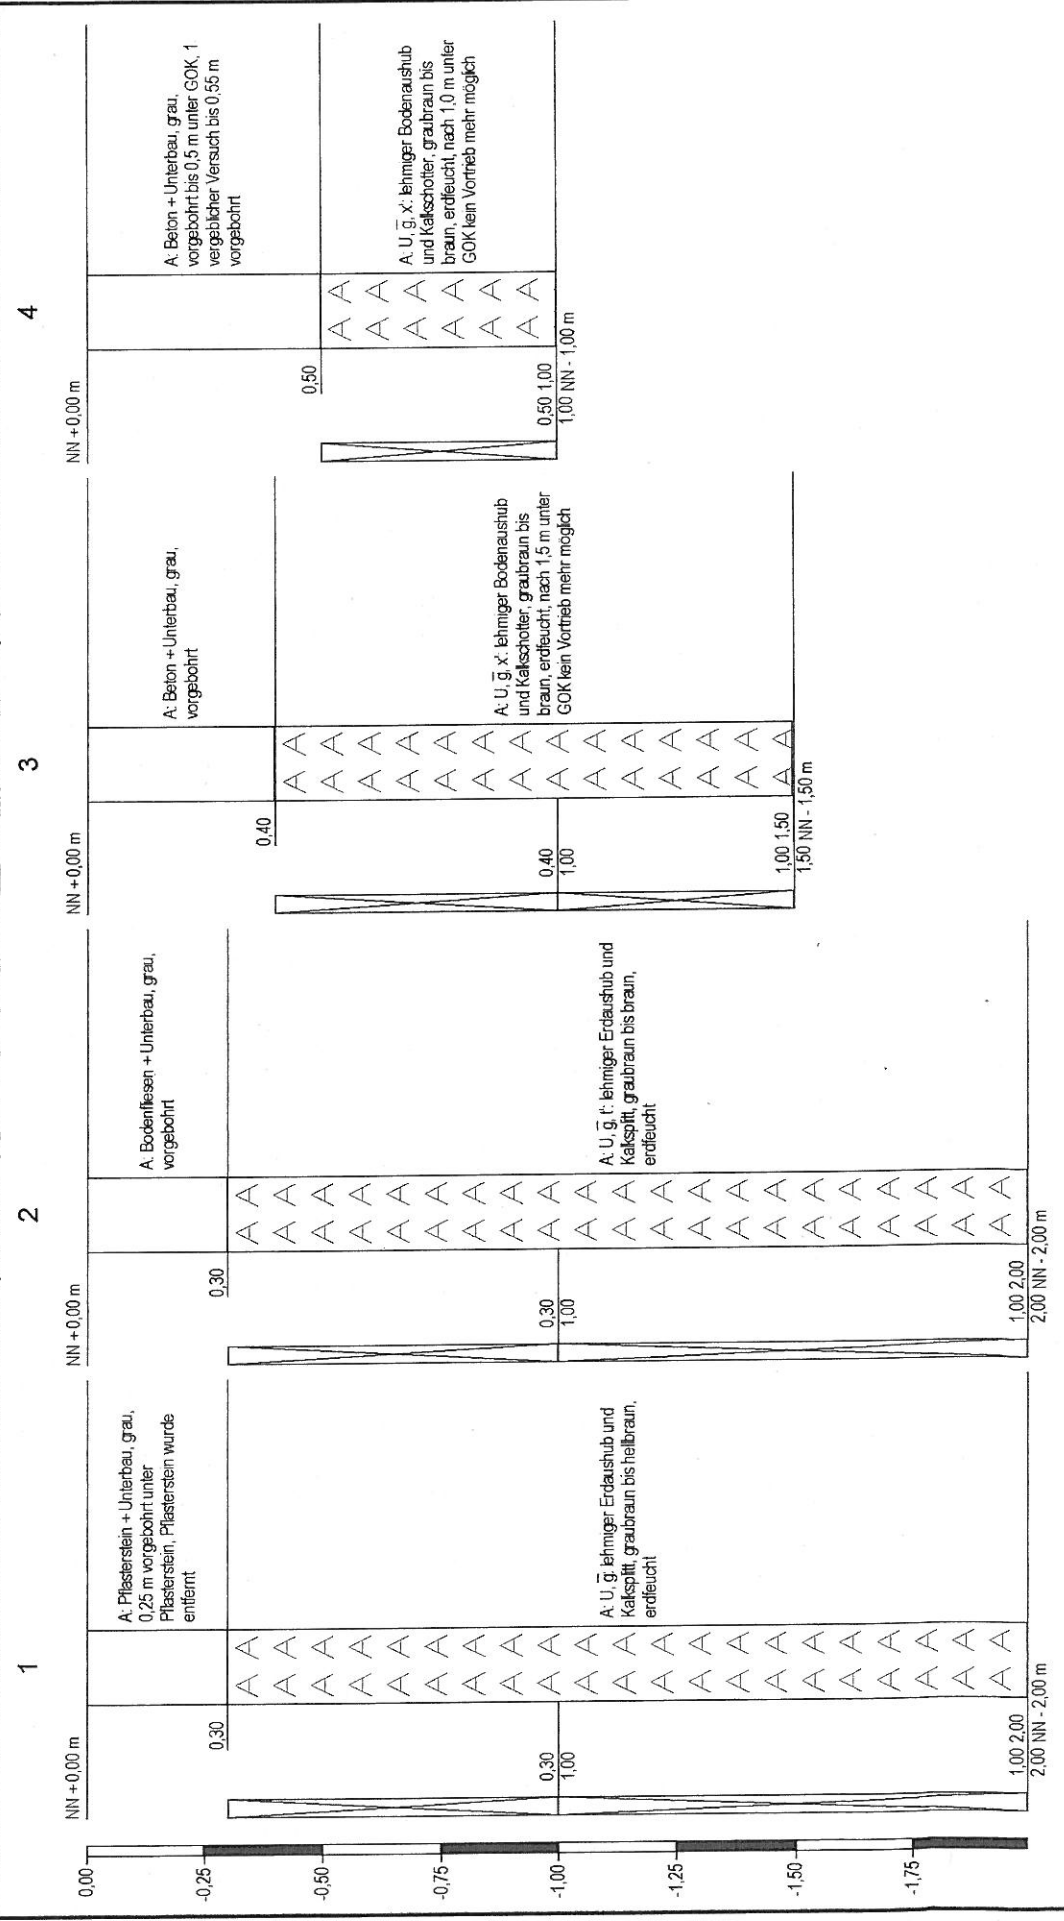 0,00
-0,25
-0,50
-0,75
-1,00
-1,25
-1,50
-1,75
1
NN +0,00 m
A: Pflasterstein + Unterbau, grau,
0,25 m vorgebohrt unter
Pflasterstein, Pflasterstein wurde
entfernt
0,30
A: U, g̅: lehmiger Erdaushub und
Kalksplitt, graubraun bis hellbraun,
erdfeucht
0,30
1,00
1,00 2,00
2,00 NN - 2,00 m
2
NN +0,00 m
A: Bodenfliesen + Unterbau, grau,
vorgebohrt
0,30
A: U, g̅, t': lehmiger Erdaushub und
Kalksplitt, graubraun bis braun,
erdfeucht
0,30
1,00
1,00 2,00
2,00 NN - 2,00 m
3
NN +0,00 m
A: Beton + Unterbau, grau,
vorgebohrt
0,40
A: U, g̅, x': lehmiger Bodenaushub
und Kalkschotter, graubraun bis
braun, erdfeucht, nach 1,5 m unter
GOK kein Vortrieb mehr möglich
0,40
1,00
1,00 1,50
1,50 NN - 1,50 m
4
NN +0,00 m
A: Beton + Unterbau, grau,
vorgebohrt bis 0,5 m unter GOK, 1
vergeblicher Versuch bis 0,55 m
vorgebohrt
0,50
A: U, g̅, x': lehmiger Bodenaushub
und Kalkschotter, graubraun bis
braun, erdfeucht, nach 1,0 m unter
GOK kein Vortrieb mehr möglich
0,50 1,00
1,00 NN - 1,00 m